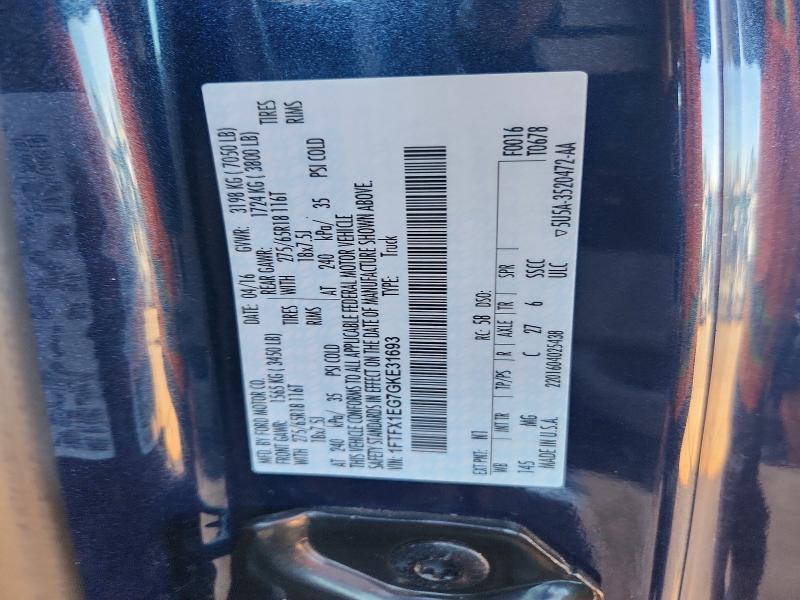 MFD. BY FORD MOTOR CO.
DATE: 04/16 GVWR: 3198 KG ( 7050 LB)
FRONT GAWR: 1565 KG ( 3450 LB) REAR GAWR: 1724 KG ( 3800 LB)
WITH 275/65R18 116T TIRES WITH 275/65R18 116T TIRES
18x7.5J RIMS 18x7.5J RIMS
AT 240 kPa/ 35 PSI COLD AT 240 kPa/ 35 PSI COLD
THIS VEHICLE CONFORMS TO ALL APPLICABLE FEDERAL MOTOR VEHICLE
SAFETY STANDARDS IN EFFECT ON THE DATE OF MANUFACTURE SHOWN ABOVE.
VIN: 1FTFX1EG7GKE31693 TYPE: Truck
F0016
T0678
EXT PNT: N1 RC: 58 DSO:
WB INT TR TP/PS R AXLE TR SPR
145 MG C 27 6 SSCC
MADE IN U.S.A. 2201604025438 ULC
▽5U5A-3520472-AA